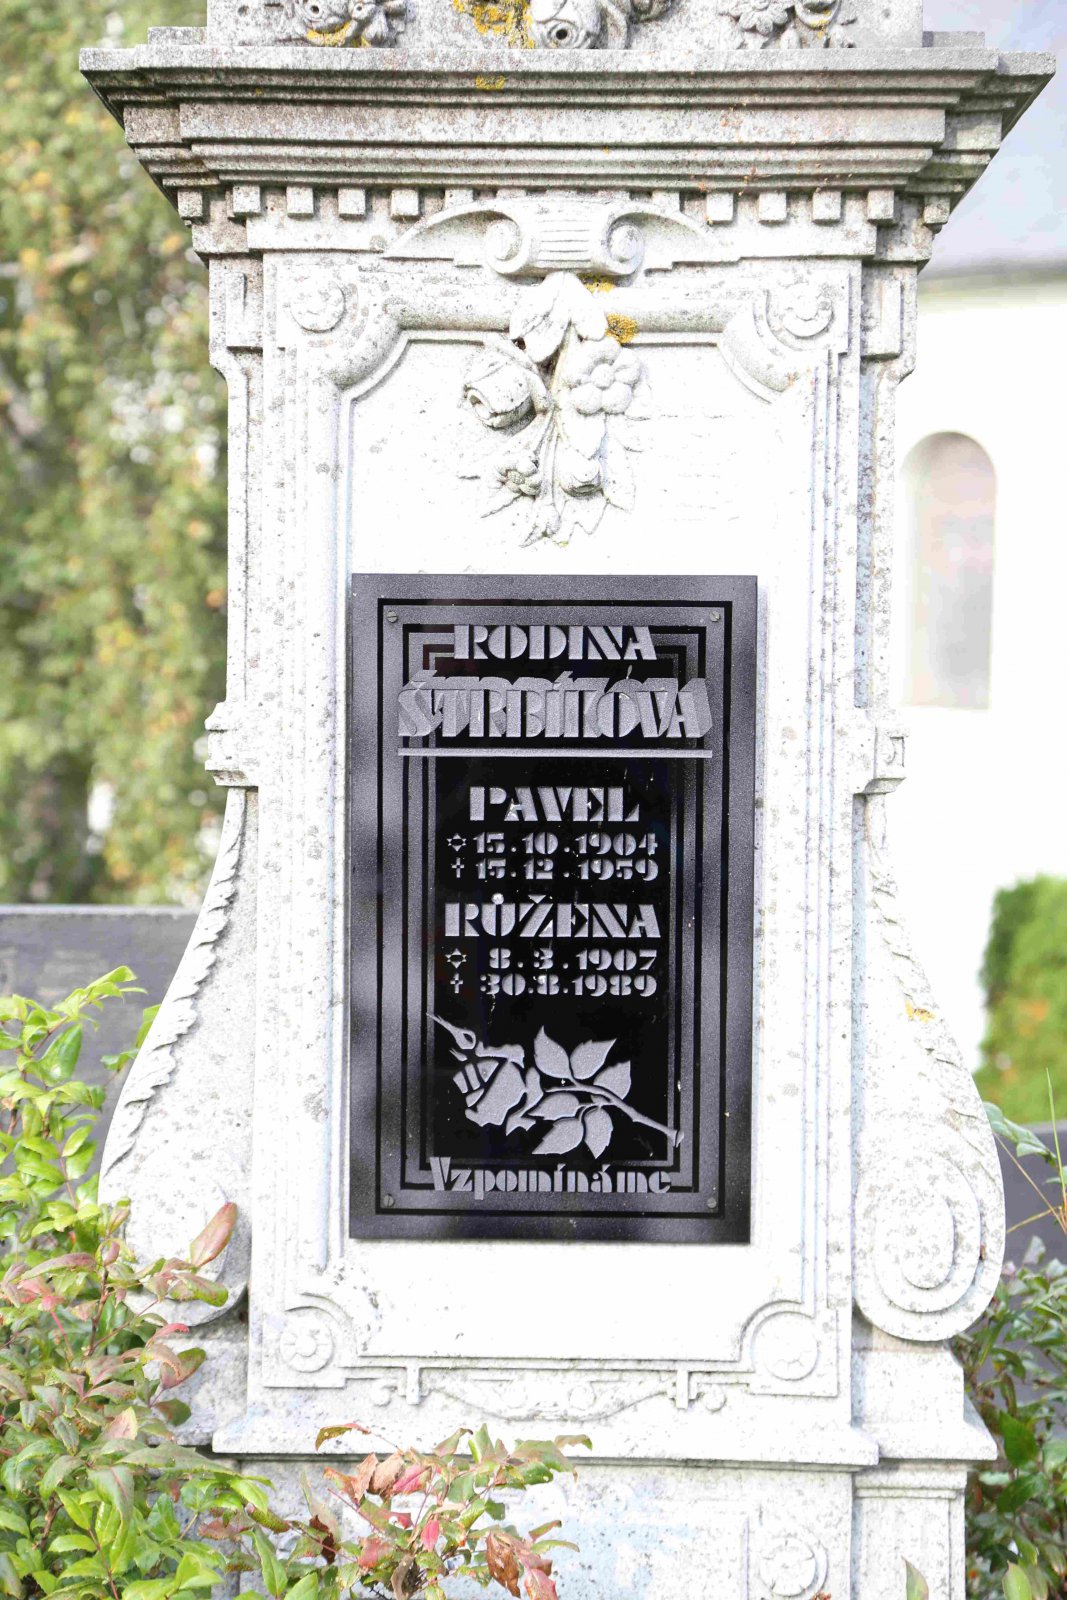 RODINA
ŠTRBÍKOVA
PAVEL
✡ 15.10.1904
✝ 15.12.1959
RŮŽENA
✡ 8.3.1907
✝ 30.8.1989
Vzpomínáme